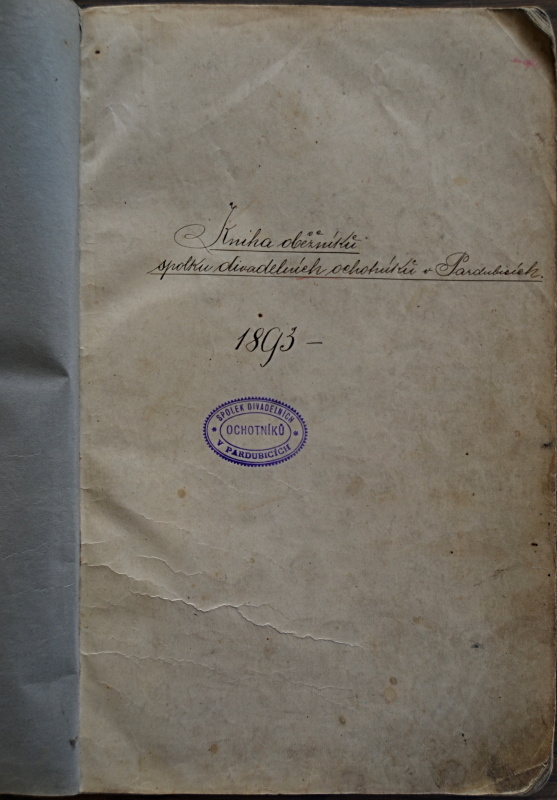 Kniha oběžníků
spolku divadelních ochotníků v Pardubicích.
1893 –
SPOLEK DIVADELNÍCH
* OCHOTNÍKŮ *
V PARDUBICÍCH